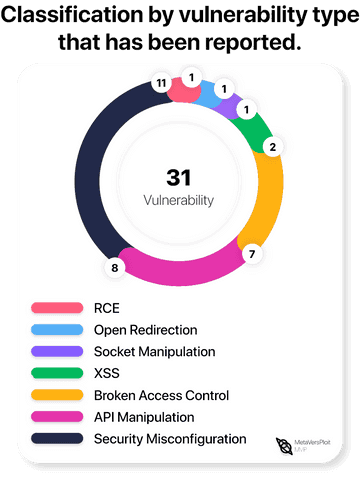 Classification by vulnerability type
that has been reported.
11
1
1
1
2
7
8
31
Vulnerability
RCE
Open Redirection
Socket Manipulation
XSS
Broken Access Control
API Manipulation
Security Misconfiguration
MetaVersPloit
MVP